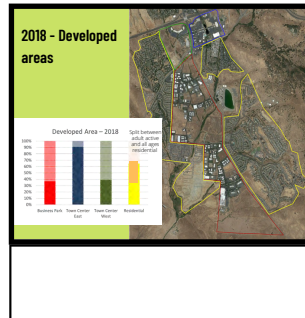 2018 - Developed
areas
Developed Area – 2018
Split between
adult active
and all ages
residential
100%
90%
80%
70%
60%
50%
40%
30%
20%
10%
0%
Business Park
Town Center
East
Town Center
West
Residential